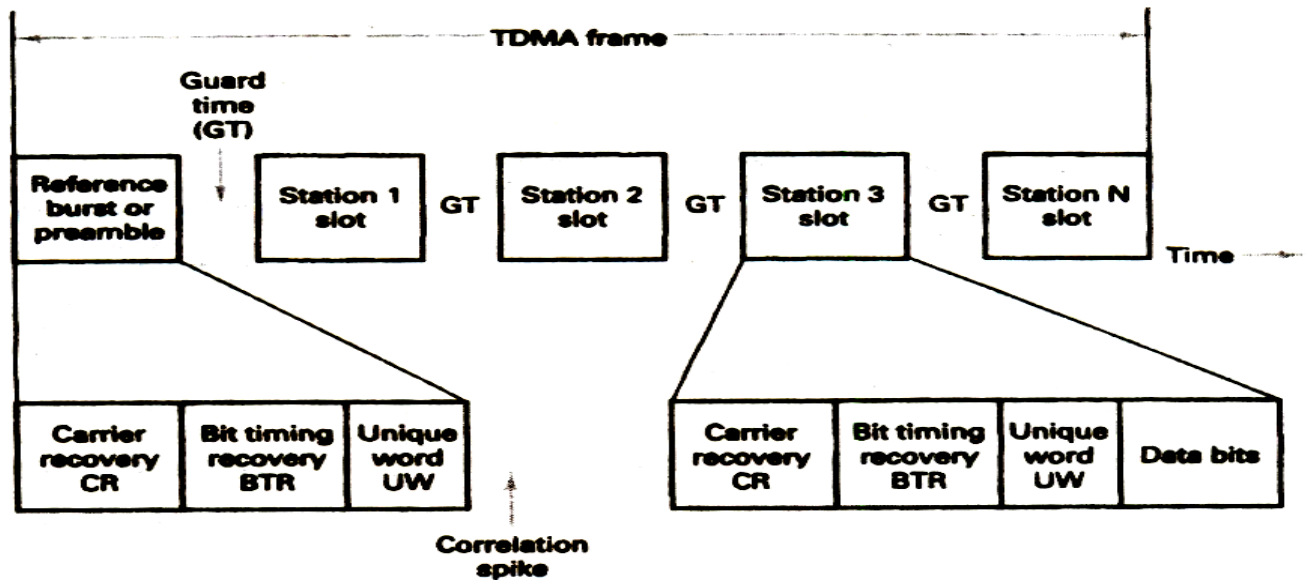 TDMA frame
Guard
time
(GT)
Reference
burst or
preamble
Station 1
slot
GT
Station 2
slot
GT
Station 3
slot
GT
Station N
slot
Time
Carrier
recovery
CR
Bit timing
recovery
BTR
Unique
word
UW
Carrier
recovery
CR
Bit timing
recovery
BTR
Unique
word
UW
Data bits
Correlation
spike